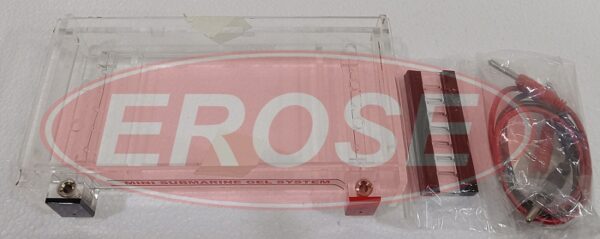 EROSE
MINI SUBMARINE GEL SYSTEM